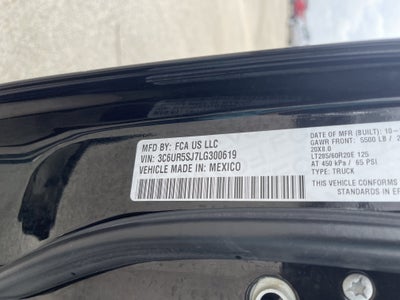 MFD BY: FCA US LLC
VIN: 3C6UR5SJ7LG300619
VEHICLE MADE IN: MEXICO
DATE OF MFR (BUILT): 10-
GAWR FRONT: 5500 LB / 2
20X8.0
LT285/60R20E 125
AT 450 kPa / 65 PSI
THIS VEHICLE CONFORMS
STANDARDS IN EF
TYPE: TRUCK